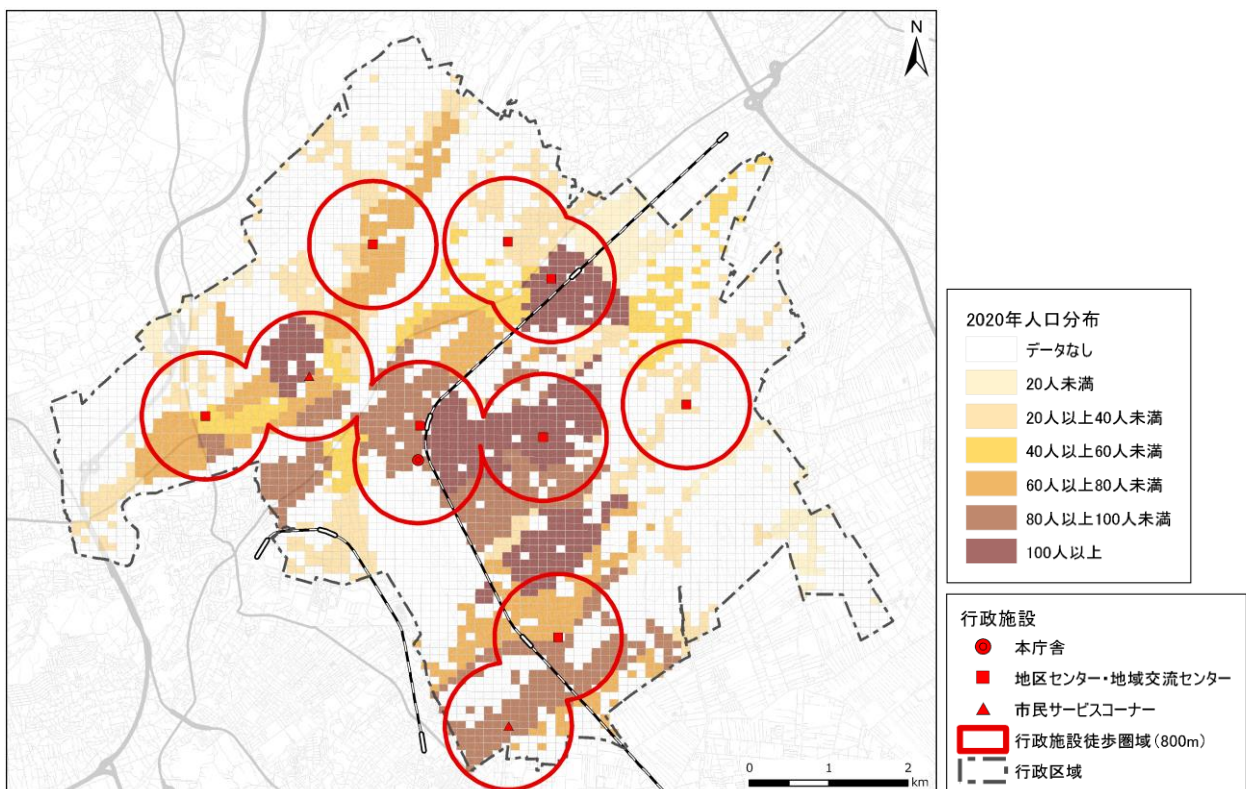 N
0
1
2
km
2020年人口分布
データなし
20人未満
20人以上40人未満
40人以上60人未満
60人以上80人未満
80人以上100人未満
100人以上
行政施設
本庁舎
地区センター・地域交流センター
市民サービスコーナー
行政施設徒歩圏域(800m)
行政区域